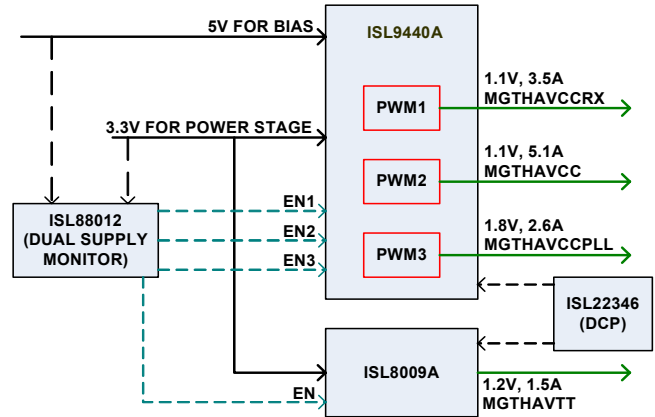 5V FOR BIAS
ISL9440A
PWM1
1.1V, 3.5A
MGTHAVCCRX
3.3V FOR POWER STAGE
PWM2
1.1V, 5.1A
MGTHAVCC
ISL88012
(DUAL SUPPLY
MONITOR)
EN1
EN2
EN3
PWM3
1.8V, 2.6A
MGTHAVCCPLL
ISL22346
(DCP)
EN
ISL8009A
1.2V, 1.5A
MGTHAVTT